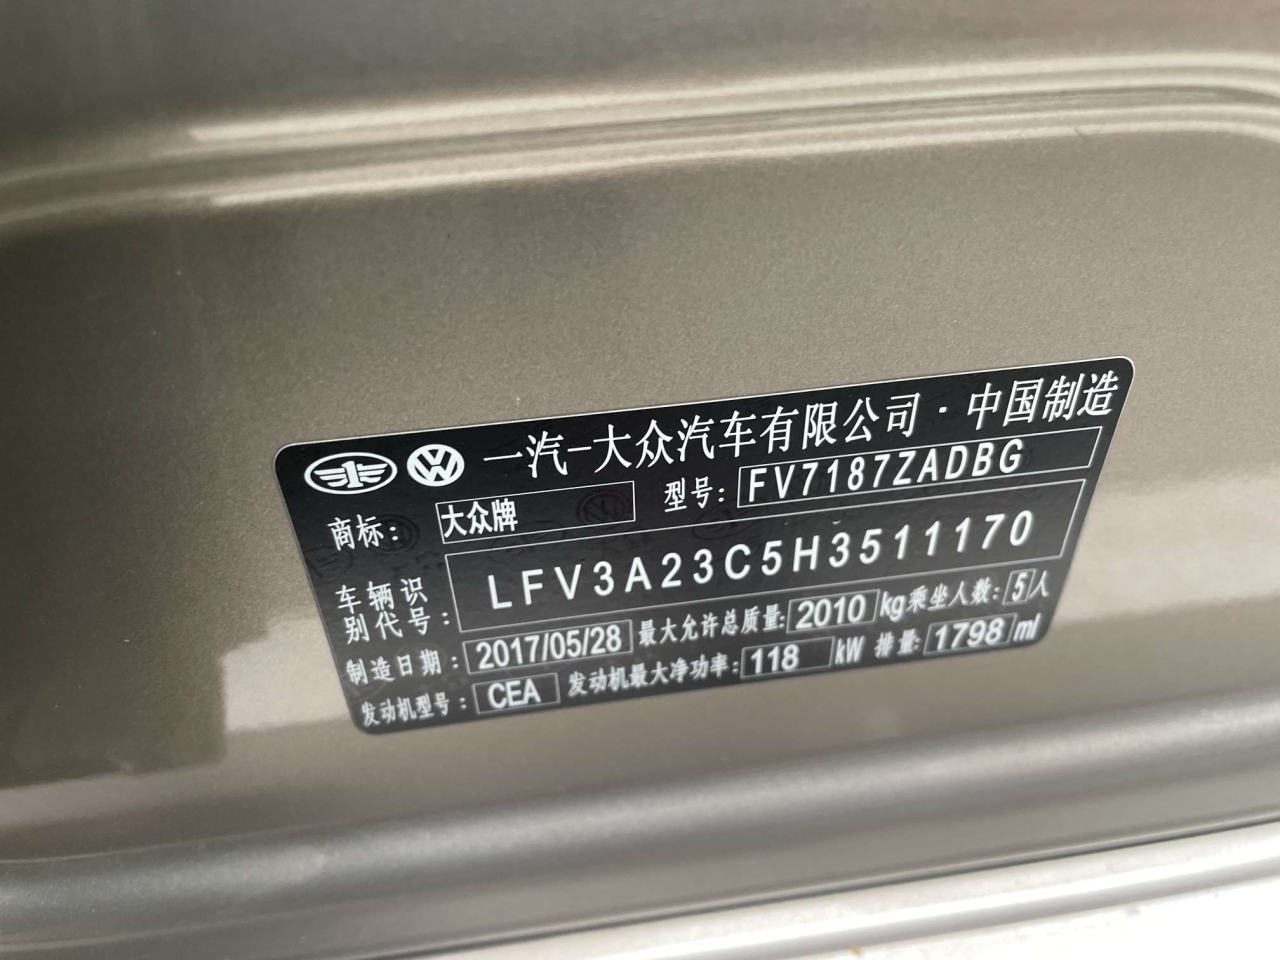 一汽-大众汽车有限公司·中国制造
商标: 大众牌 型号: FV7187ZADBG
车辆识别代号: LFV3A23C5H3511170
制造日期: 2017/05/28 最大允许总质量: 2010 kg 乘坐人数: 5 人
发动机型号: CEA 发动机最大净功率: 118 kW 排量: 1798 ml